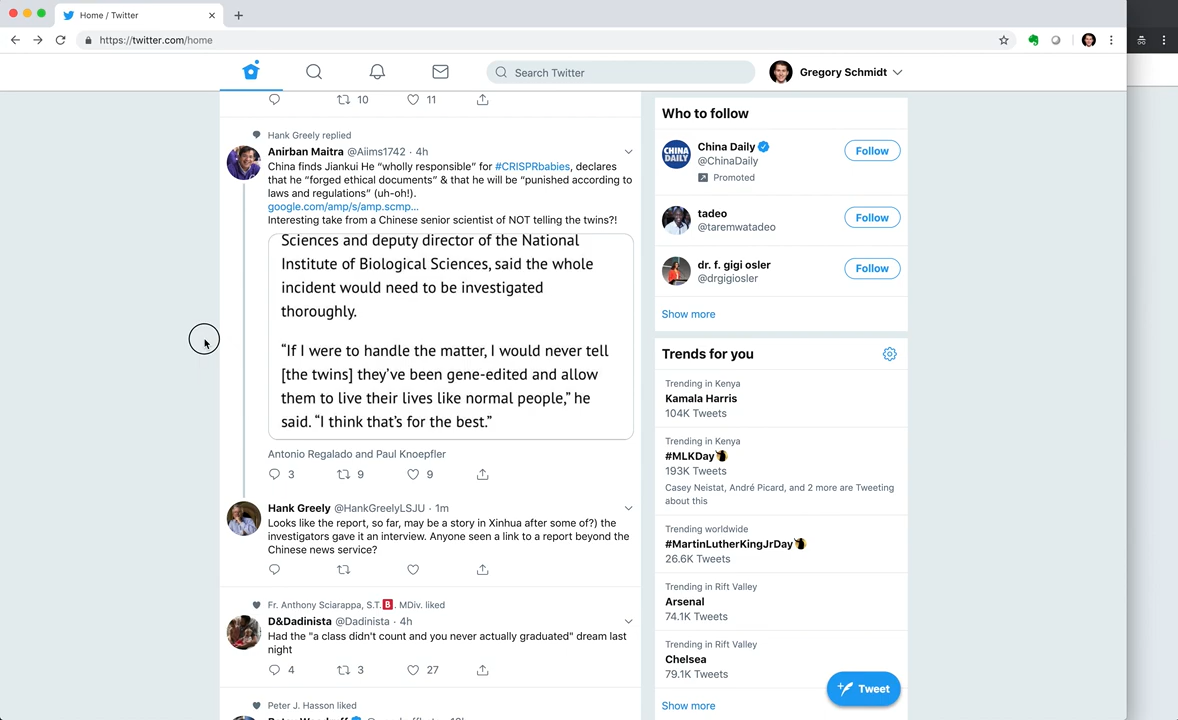 Home / Twitter
https://twitter.com/home
Search Twitter
Gregory Schmidt
10
11
Hank Greely replied
Anirban Maitra @Aiims1742 · 4h
China finds Jiankui He “wholly responsible” for #CRISPRbabies, declares
that he “forged ethical documents” & that he will be “punished according to
laws and regulations” (uh-oh!).
google.com/amp/s/amp.scmp...
Interesting take from a Chinese senior scientist of NOT telling the twins?!
Sciences and deputy director of the National
Institute of Biological Sciences, said the whole
incident would need to be investigated
thoroughly.
“If I were to handle the matter, I would never tell
[the twins] they’ve been gene-edited and allow
them to live their lives like normal people,” he
said. “I think that’s for the best.”
Antonio Regalado and Paul Knoepfler
3
9
9
Hank Greely @HankGreelyLSJU · 1m
Looks like the report, so far, may be a story in Xinhua after some of?) the
investigators gave it an interview. Anyone seen a link to a report beyond the
Chinese news service?
Fr. Anthony Sciarappa, S.T.B. MDiv. liked
D&Dadinista @Dadinista · 4h
Had the "a class didn't count and you never actually graduated" dream last
night
4
3
27
Peter J. Hasson liked
Who to follow
CHINA
DAILY
China Daily
@ChinaDaily
Promoted
Follow
tadeo
@taremwatadeo
Follow
dr. f. gigi osler
@drgigiosler
Follow
Show more
Trends for you
Trending in Kenya
Kamala Harris
104K Tweets
Trending in Kenya
#MLKDay
193K Tweets
Casey Neistat, André Picard, and 2 more are Tweeting
about this
Trending worldwide
#MartinLutherKingJrDay
26.6K Tweets
Trending in Rift Valley
Arsenal
74.1K Tweets
Trending in Rift Valley
Chelsea
79.1K Tweets
Show more
Tweet